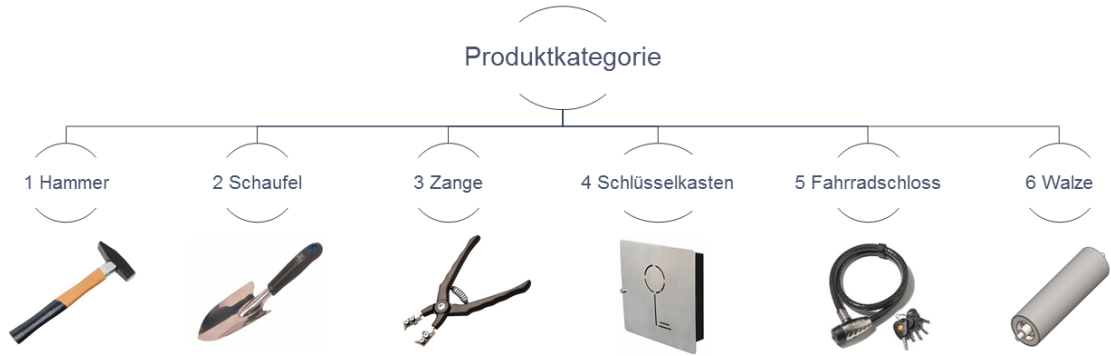 Produktkategorie
1 Hammer
2 Schaufel
3 Zange
4 Schlüsselkasten
5 Fahrradschloss
6 Walze